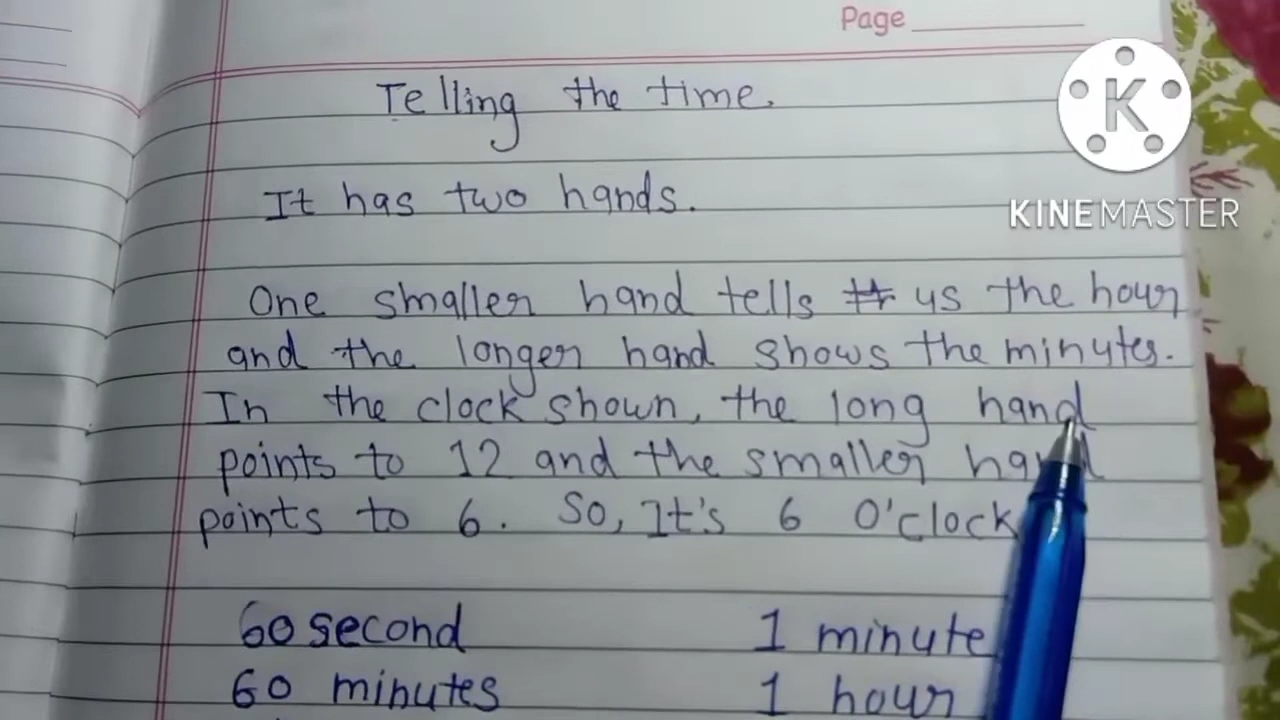 Page
Telling the time.
It has two hands.
One smaller hand tells us the hour
and the longer hand shows the minutes.
In the clock shown, the long hand
points to 12 and the smaller hand
points to 6. So, It's 6 O'clock
60 second 1 minute
60 minutes 1 hour
K
KINEMASTER